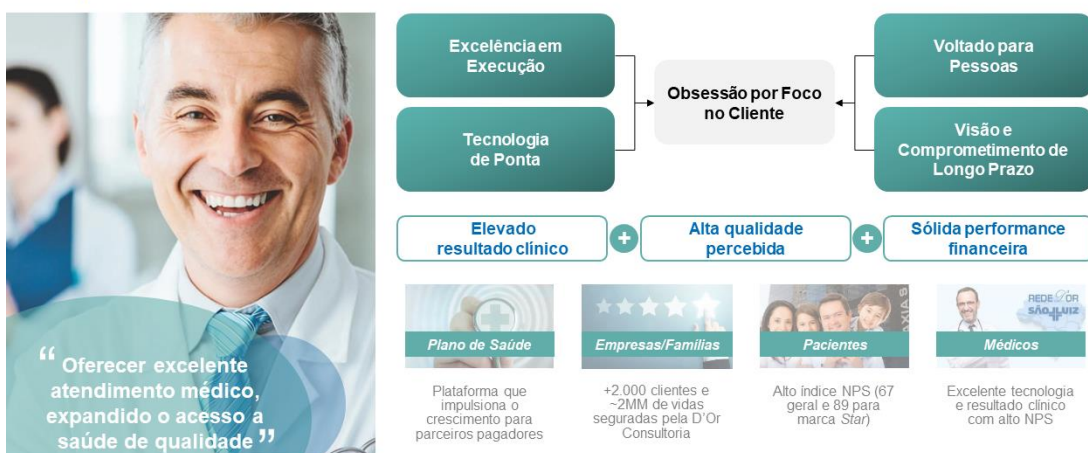 “ Oferecer excelente
atendimento médico,
expandido o acesso a
saúde de qualidade ”
Excelência em
Execução
Tecnologia
de Ponta
Obsessão por Foco
no Cliente
Voltado para
Pessoas
Visão e
Comprometimento de
Longo Prazo
Elevado
resultado clínico
+
Alta qualidade
percebida
+
Sólida performance
financeira
Plano de Saúde
Plataforma que
impulsiona o
crescimento para
parceiros pagadores
Empresas/Famílias
+2.000 clientes e
~2MM de vidas
seguradas pela D’Or
Consultoria
Pacientes
Alto índice NPS (67
geral e 89 para
marca Star)
REDE D'OR
SÃO LUIZ
Médicos
Excelente tecnologia
e resultado clínico
com alto NPS